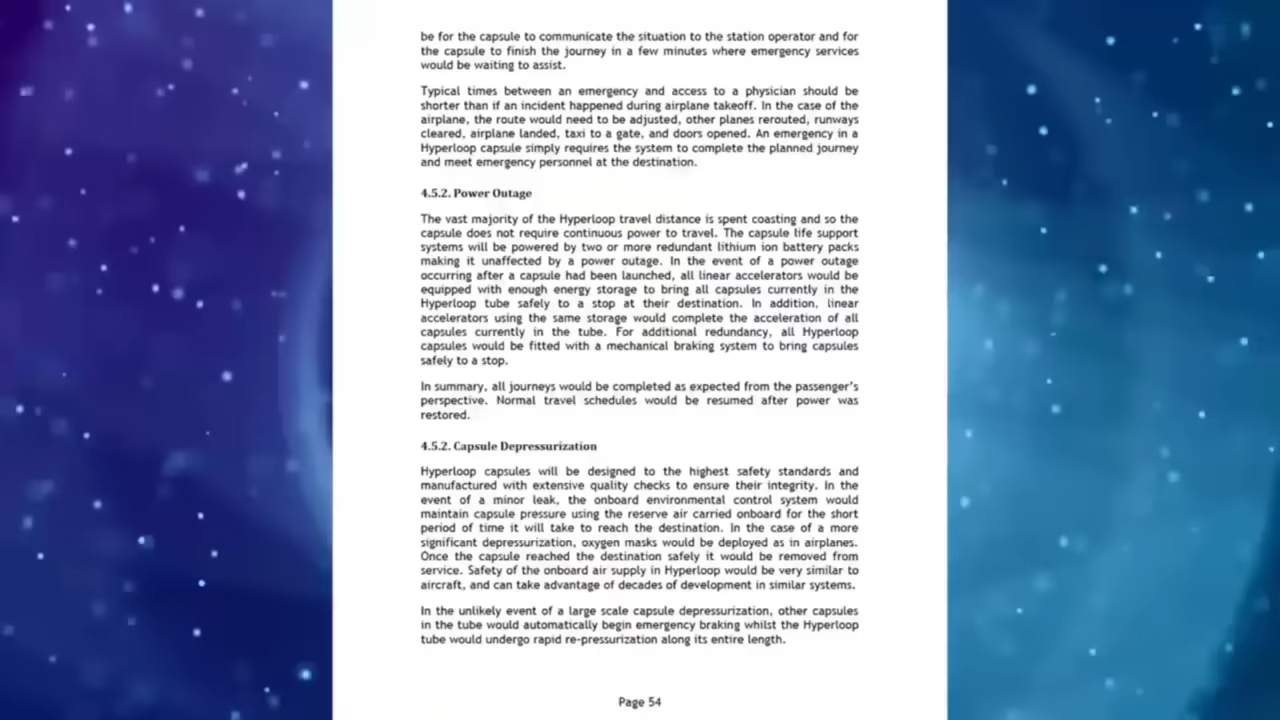 be for the capsule to communicate the situation to the station operator and for
the capsule to finish the journey in a few minutes where emergency services
would be waiting to assist.
Typical times between an emergency and access to a physician should be
shorter than if an incident happened during airplane takeoff. In the case of the
airplane, the route would need to be adjusted, other planes rerouted, runways
cleared, airplane landed, taxi to a gate, and doors opened. An emergency in a
Hyperloop capsule simply requires the system to complete the planned journey
and meet emergency personnel at the destination.
4.5.2. Power Outage
The vast majority of the Hyperloop travel distance is spent coasting and so the
capsule does not require continuous power to travel. The capsule life support
systems will be powered by two or more redundant lithium ion battery packs
making it unaffected by a power outage. In the event of a power outage
occurring after a capsule had been launched, all linear accelerators would be
equipped with enough energy storage to bring all capsules currently in the
Hyperloop tube safely to a stop at their destination. In addition, linear
accelerators using the same storage would complete the acceleration of all
capsules currently in the tube. For additional redundancy, all Hyperloop
capsules would be fitted with a mechanical braking system to bring capsules
safely to a stop.
In summary, all journeys would be completed as expected from the passenger's
perspective. Normal travel schedules would be resumed after power was
restored.
4.5.2. Capsule Depressurization
Hyperloop capsules will be designed to the highest safety standards and
manufactured with extensive quality checks to ensure their integrity. In the
event of a minor leak, the onboard environmental control system would
maintain capsule pressure using the reserve air carried onboard for the short
period of time it will take to reach the destination. In the case of a more
significant depressurization, oxygen masks would be deployed as in airplanes.
Once the capsule reached the destination safely it would be removed from
service. Safety of the onboard air supply in Hyperloop would be very similar to
aircraft, and can take advantage of decades of development in similar systems.
In the unlikely event of a large scale capsule depressurization, other capsules
in the tube would automatically begin emergency braking whilst the Hyperloop
tube would undergo rapid re-pressurization along its entire length.
Page 54